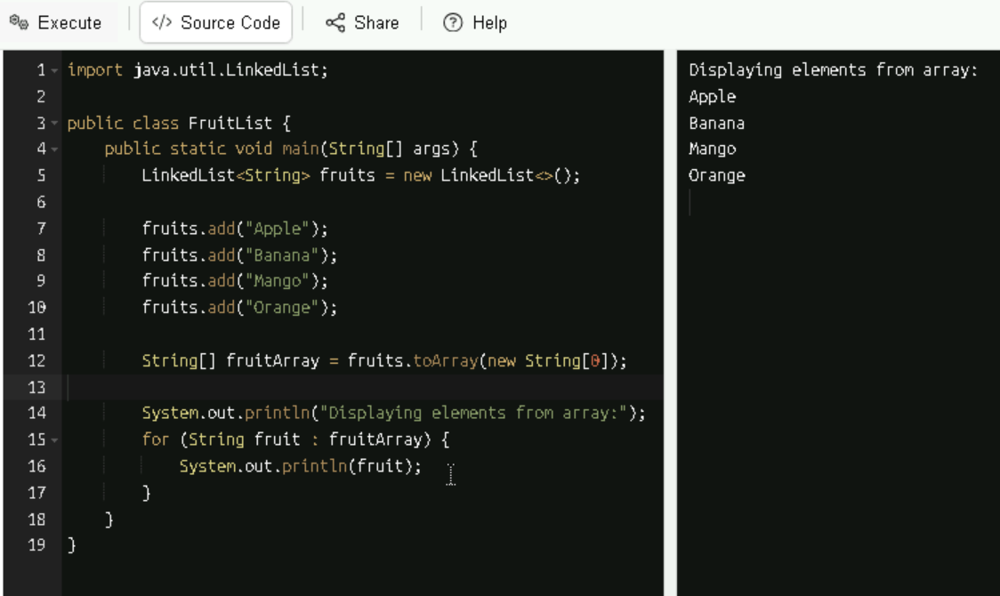 Execute </> Source Code Share ? Help
1 import java.util.LinkedList;
2
3 public class FruitList {
4     public static void main(String[] args) {
5         LinkedList<String> fruits = new LinkedList<>();
6
7         fruits.add("Apple");
8         fruits.add("Banana");
9         fruits.add("Mango");
10         fruits.add("Orange");
11
12         String[] fruitArray = fruits.toArray(new String[0]);
13
14         System.out.println("Displaying elements from array:");
15         for (String fruit : fruitArray) {
16             System.out.println(fruit);
17         }
18     }
19 }
Displaying elements from array:
Apple
Banana
Mango
Orange